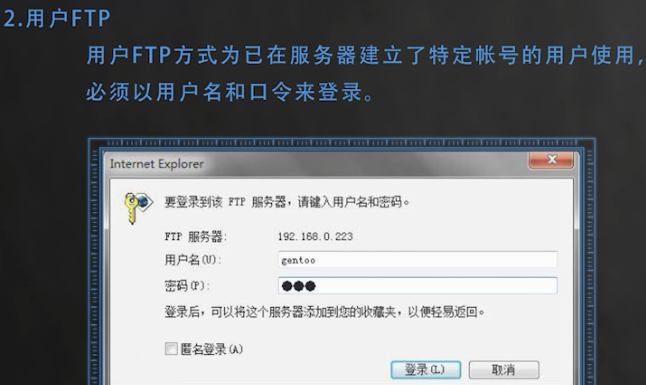 2.用户FTP
用户FTP方式为已在服务器建立了特定帐号的用户使用,
必须以用户名和口令来登录。
Internet Explorer
要登录到该 FTP 服务器，请键入用户名和密码。
FTP 服务器: 192.168.0.223
用户名(U): gentoo
密码(P): ●●●
登录后，可以将这个服务器添加到您的收藏夹，以便轻易返回。
匿名登录(A)
登录(L) 取消